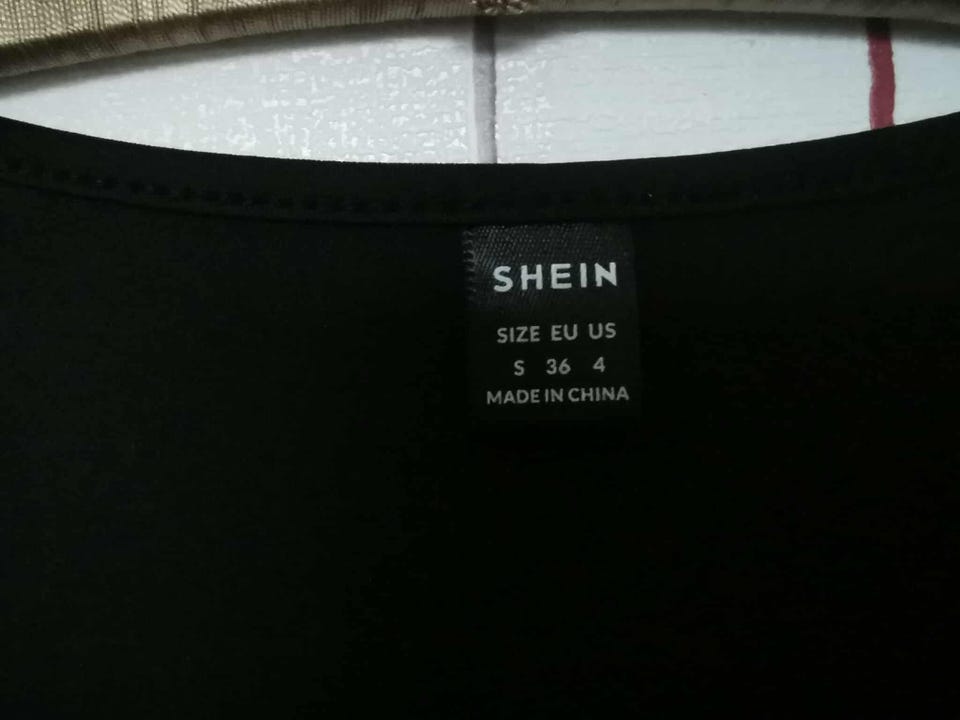 SHEIN
SIZE EU US
S 36 4
MADE IN CHINA